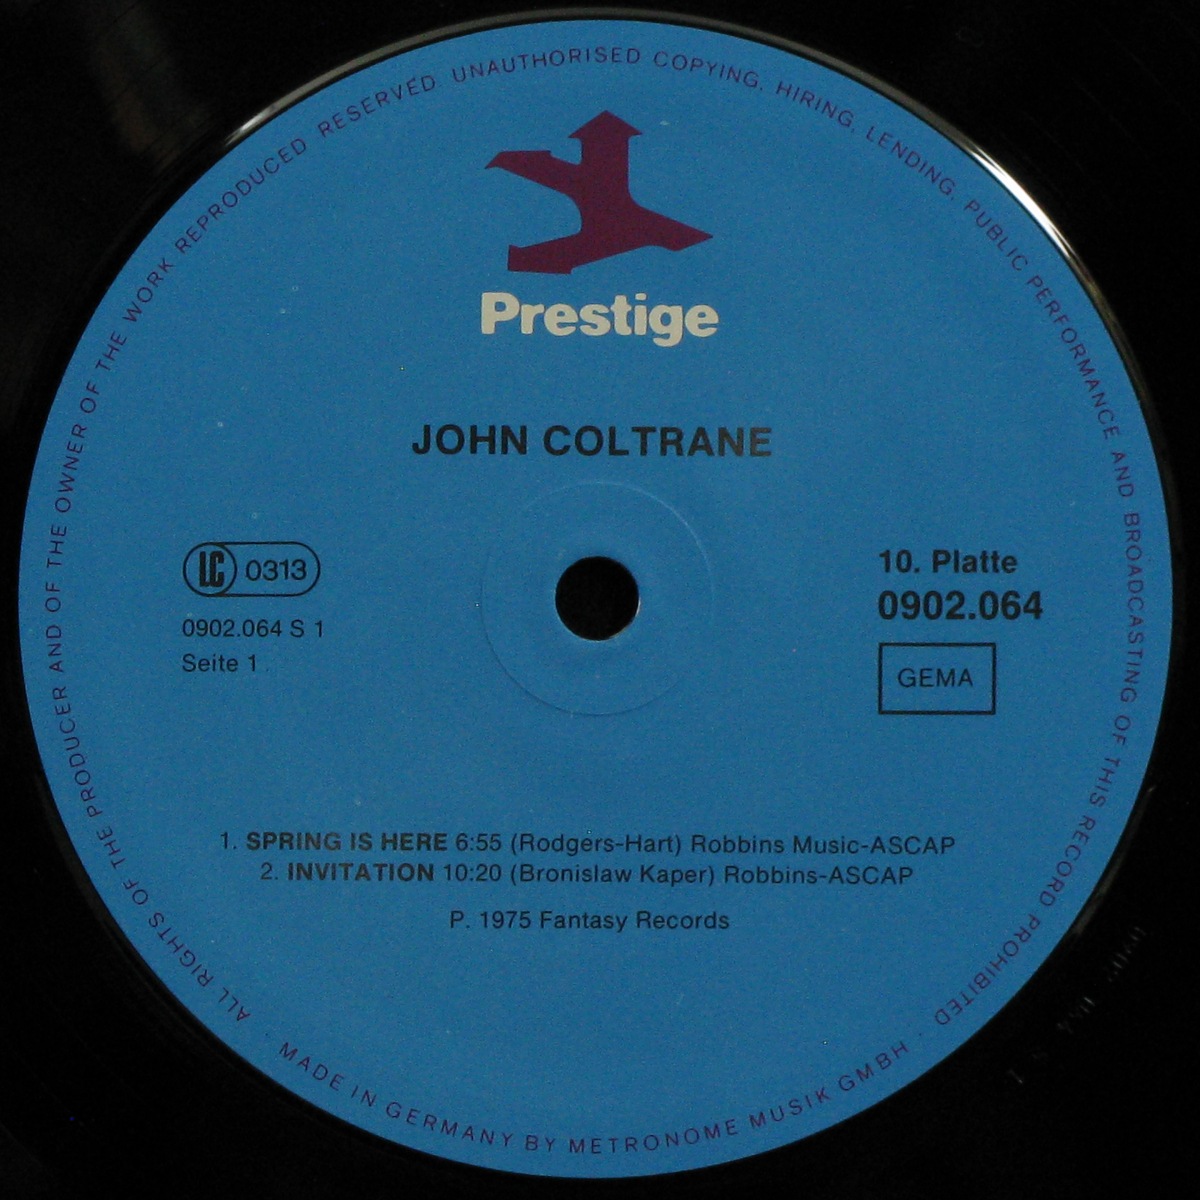 ALL RIGHTS OF THE PRODUCER AND OF THE OWNER OF THE WORK REPRODUCED RESERVED UNAUTHORISED COPYING, HIRING, LENDING, PUBLIC PERFORMANCE AND BROADCASTING OF THIS RECORD PROHIBITED
Prestige
JOHN COLTRANE
LC 0313
0902.064 S 1
Seite 1
10. Platte
0902.064
GEMA
1. SPRING IS HERE 6:55 (Rodgers-Hart) Robbins Music-ASCAP
2. INVITATION 10:20 (Bronislaw Kaper) Robbins-ASCAP
P. 1975 Fantasy Records
· MADE IN GERMANY BY METRONOME MUSIK GMBH ·